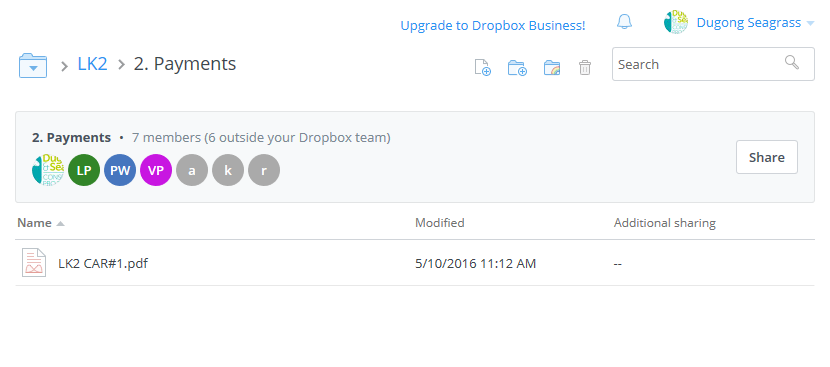 Upgrade to Dropbox Business!
Dugong Seagrass
LK2 > 2. Payments
Search
2. Payments • 7 members (6 outside your Dropbox team)
LP PW VP a k r
Share
Name Modified Additional sharing
LK2 CAR#1.pdf 5/10/2016 11:12 AM --